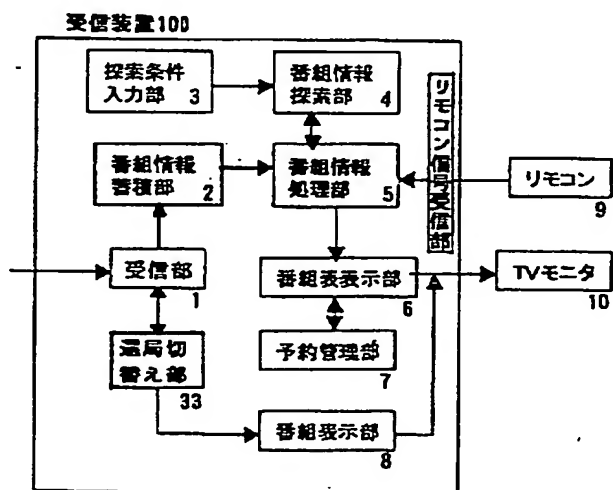 受信装置100
探索条件
入力部 3
番組情報
探索部 4
リモコン信号受信部
番組情報
蓄積部 2
番組情報
処理部 5
リモコン
9
受信部
1
番組表表示部
6
TVモニタ
10
選局切
替え部
33
予約管理部
7
番組表示部
8